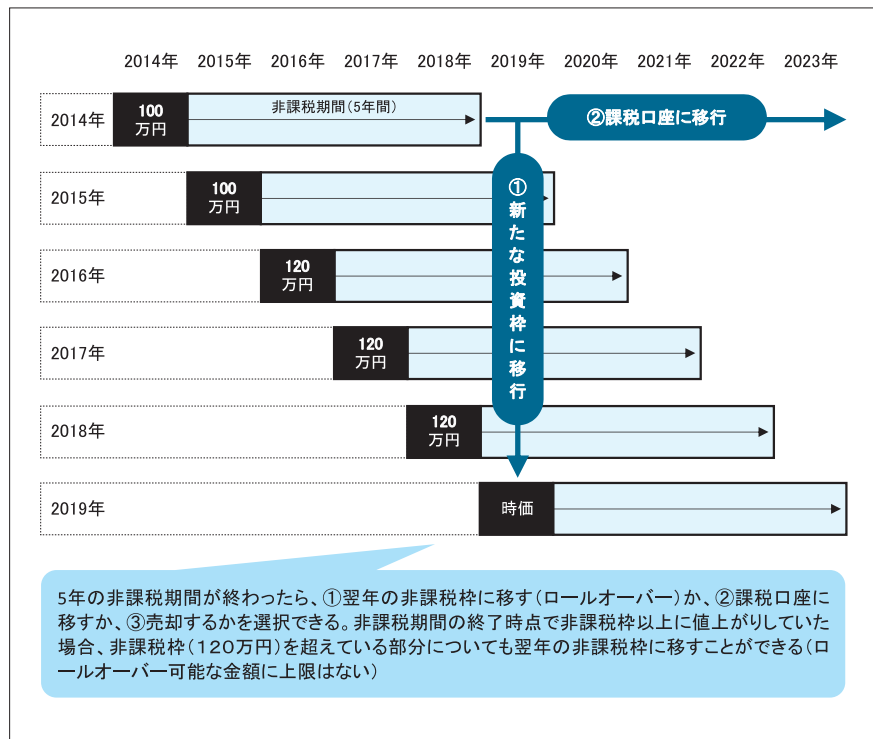 2014年 2015年 2016年 2017年 2018年 2019年 2020年 2021年 2022年 2023年
2014年
100
万円
非課税期間(5年間)
②課税口座に移行
①新たな投資枠に移行
2015年
100
万円
2016年
120
万円
2017年
120
万円
2018年
120
万円
2019年
時価
5年の非課税期間が終わったら、①翌年の非課税枠に移す(ロールオーバー)か、②課税口座に
移すか、③売却するかを選択できる。非課税期間の終了時点で非課税枠以上に値上がりしていた
場合、非課税枠(120万円)を超えている部分についても翌年の非課税枠に移すことができる(ロ
ールオーバー可能な金額に上限はない)